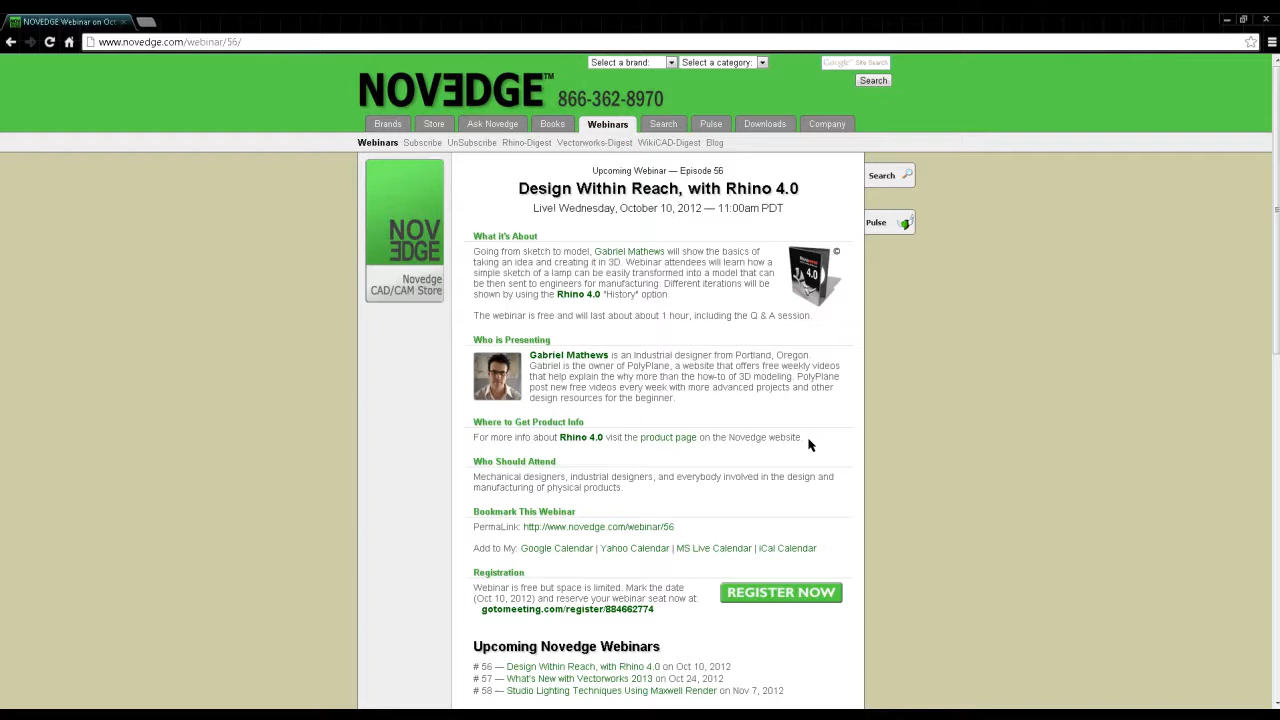 NOVEDGE Webinar on Oct
www.novedge.com/webinar/56/
Select a brand: Select a category: Google™ Site Search
Search
NOVEDGE™ 866-362-8970
Brands Store Ask Novedge Books Webinars Search Pulse Downloads Company
Webinars Subscribe UnSubscribe Rhino-Digest Vectorworks-Digest WikiCAD-Digest Blog
NOV
EDGE
Novedge
CAD/CAM Store
Search
Pulse
Upcoming Webinar — Episode 56
Design Within Reach, with Rhino 4.0
Live! Wednesday, October 10, 2012 — 11:00am PDT
What it's About
Going from sketch to model, Gabriel Mathews will show the basics of
taking an idea and creating it in 3D. Webinar attendees will learn how a
simple sketch of a lamp can be easily transformed into a model that can
be then sent to engineers for manufacturing. Different iterations will be
shown by using the Rhino 4.0 "History" option.
©
4.0
The webinar is free and will last about about 1 hour, including the Q & A session.
Who is Presenting
Gabriel Mathews is an Industrial designer from Portland, Oregon.
Gabriel is the owner of PolyPlane, a website that offers free weekly videos
that help explain the why more than the how-to of 3D modeling. PolyPlane
post new free videos every week with more advanced projects and other
design resources for the beginner.
Where to Get Product Info
For more info about Rhino 4.0 visit the product page on the Novedge website.
Who Should Attend
Mechanical designers, industrial designers, and everybody involved in the design and
manufacturing of physical products.
Bookmark This Webinar
PermaLink: http://www.novedge.com/webinar/56
Add to My: Google Calendar | Yahoo Calendar | MS Live Calendar | iCal Calendar
Registration
Webinar is free but space is limited. Mark the date
(Oct 10, 2012) and reserve your webinar seat now at:
gotomeeting.com/register/884662774
REGISTER NOW
Upcoming Novedge Webinars
# 56 — Design Within Reach, with Rhino 4.0 on Oct 10, 2012
# 57 — What's New with Vectorworks 2013 on Oct 24, 2012
# 58 — Studio Lighting Techniques Using Maxwell Render on Nov 7, 2012